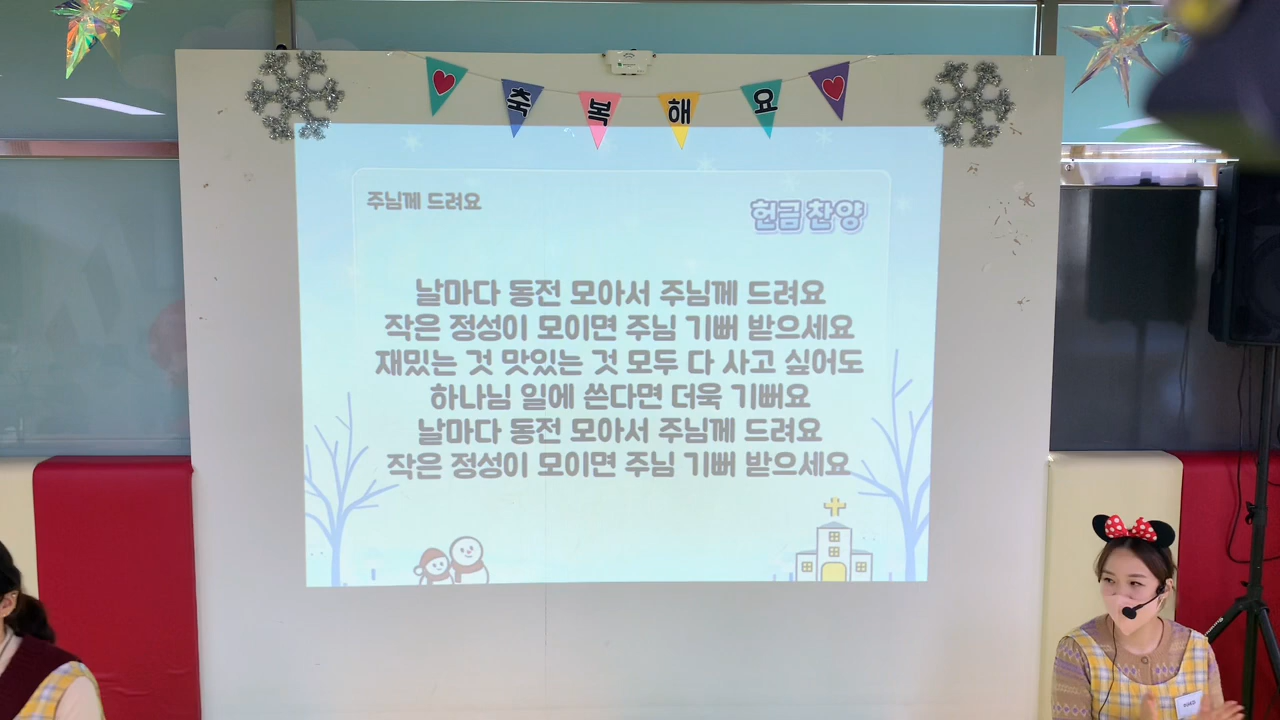 축복해요
주님께 드려요
헌금 찬양
날마다 동전 모아서 주님께 드려요
작은 정성이 모이면 주님 기뻐 받으세요
재밌는 것 맛있는 것 모두 다 사고 싶어도
하나님 일에 쓴다면 더욱 기뻐요
날마다 동전 모아서 주님께 드려요
작은 정성이 모이면 주님 기뻐 받으세요